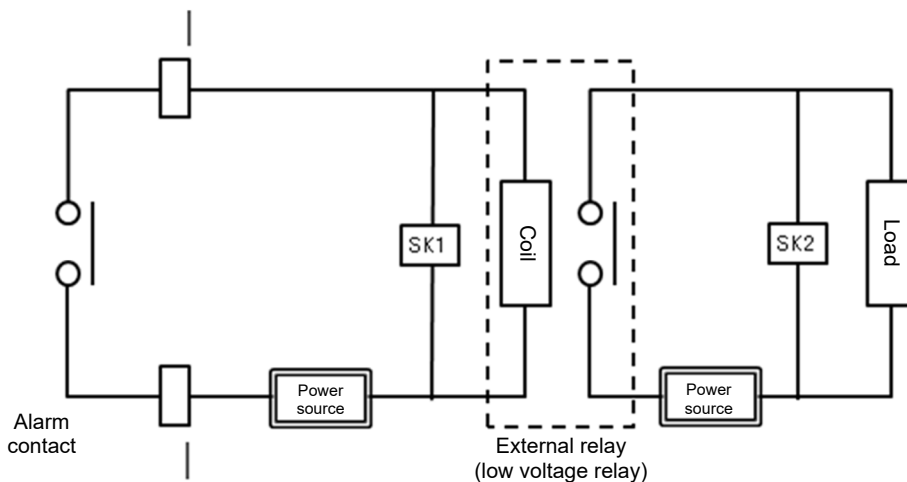 SK1
Coil
SK2
Load
Power
source
Power
source
Alarm
contact
External relay
(low voltage relay)